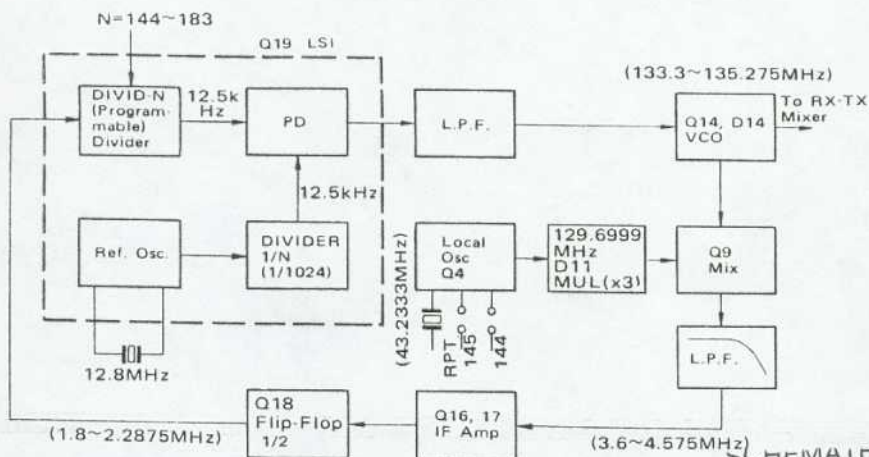 N=144~183
Q19 LSI
DIVID-N
(Program-
mable)
Divider
12.5k
Hz
PD
L.P.F.
(133.3~135.275MHz)
Q14, D14
VCO
To RX-TX
Mixer
12.5kHz
Ref. Osc.
DIVIDER
1/N
(1/1024)
12.8MHz
Local
Osc
Q4
(43.2333MHz)
RPT
145
144
129.6999
MHz
D11
MUL(x3)
Q9
Mix
L.P.F.
Q18
Flip-Flop
1/2
Q16, 17
IF Amp
(1.8~2.2875MHz)
(3.6~4.575MHz)